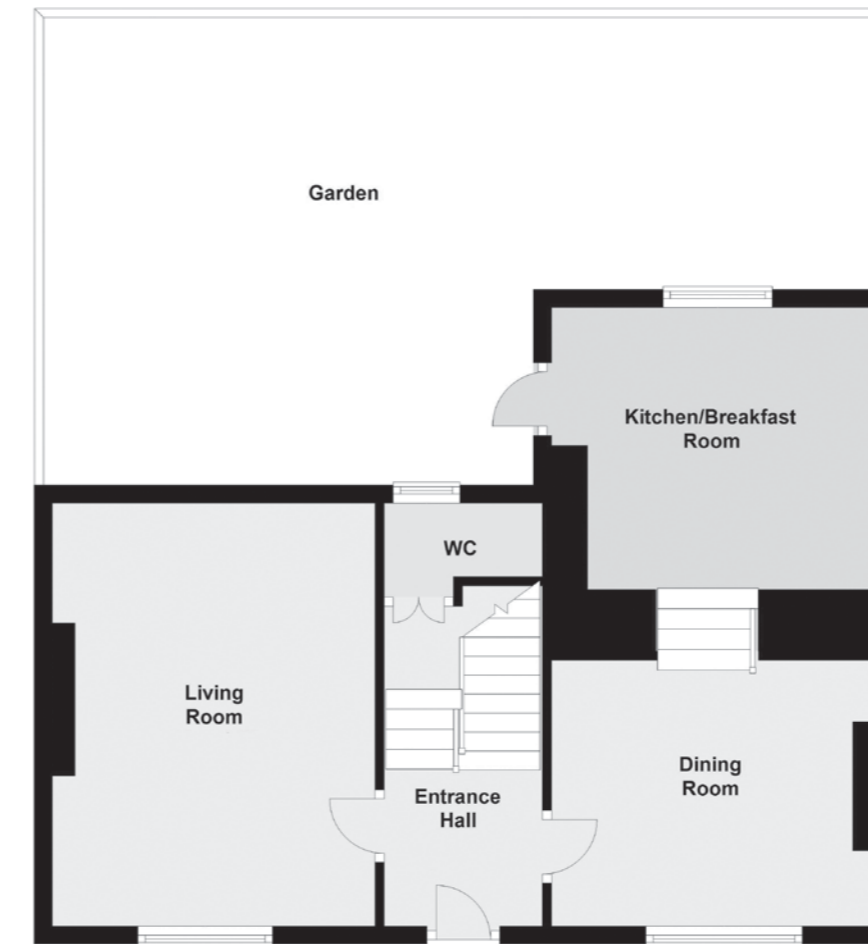 Garden
Kitchen/Breakfast
Room
WC
Living
Room
Entrance
Hall
Dining
Room